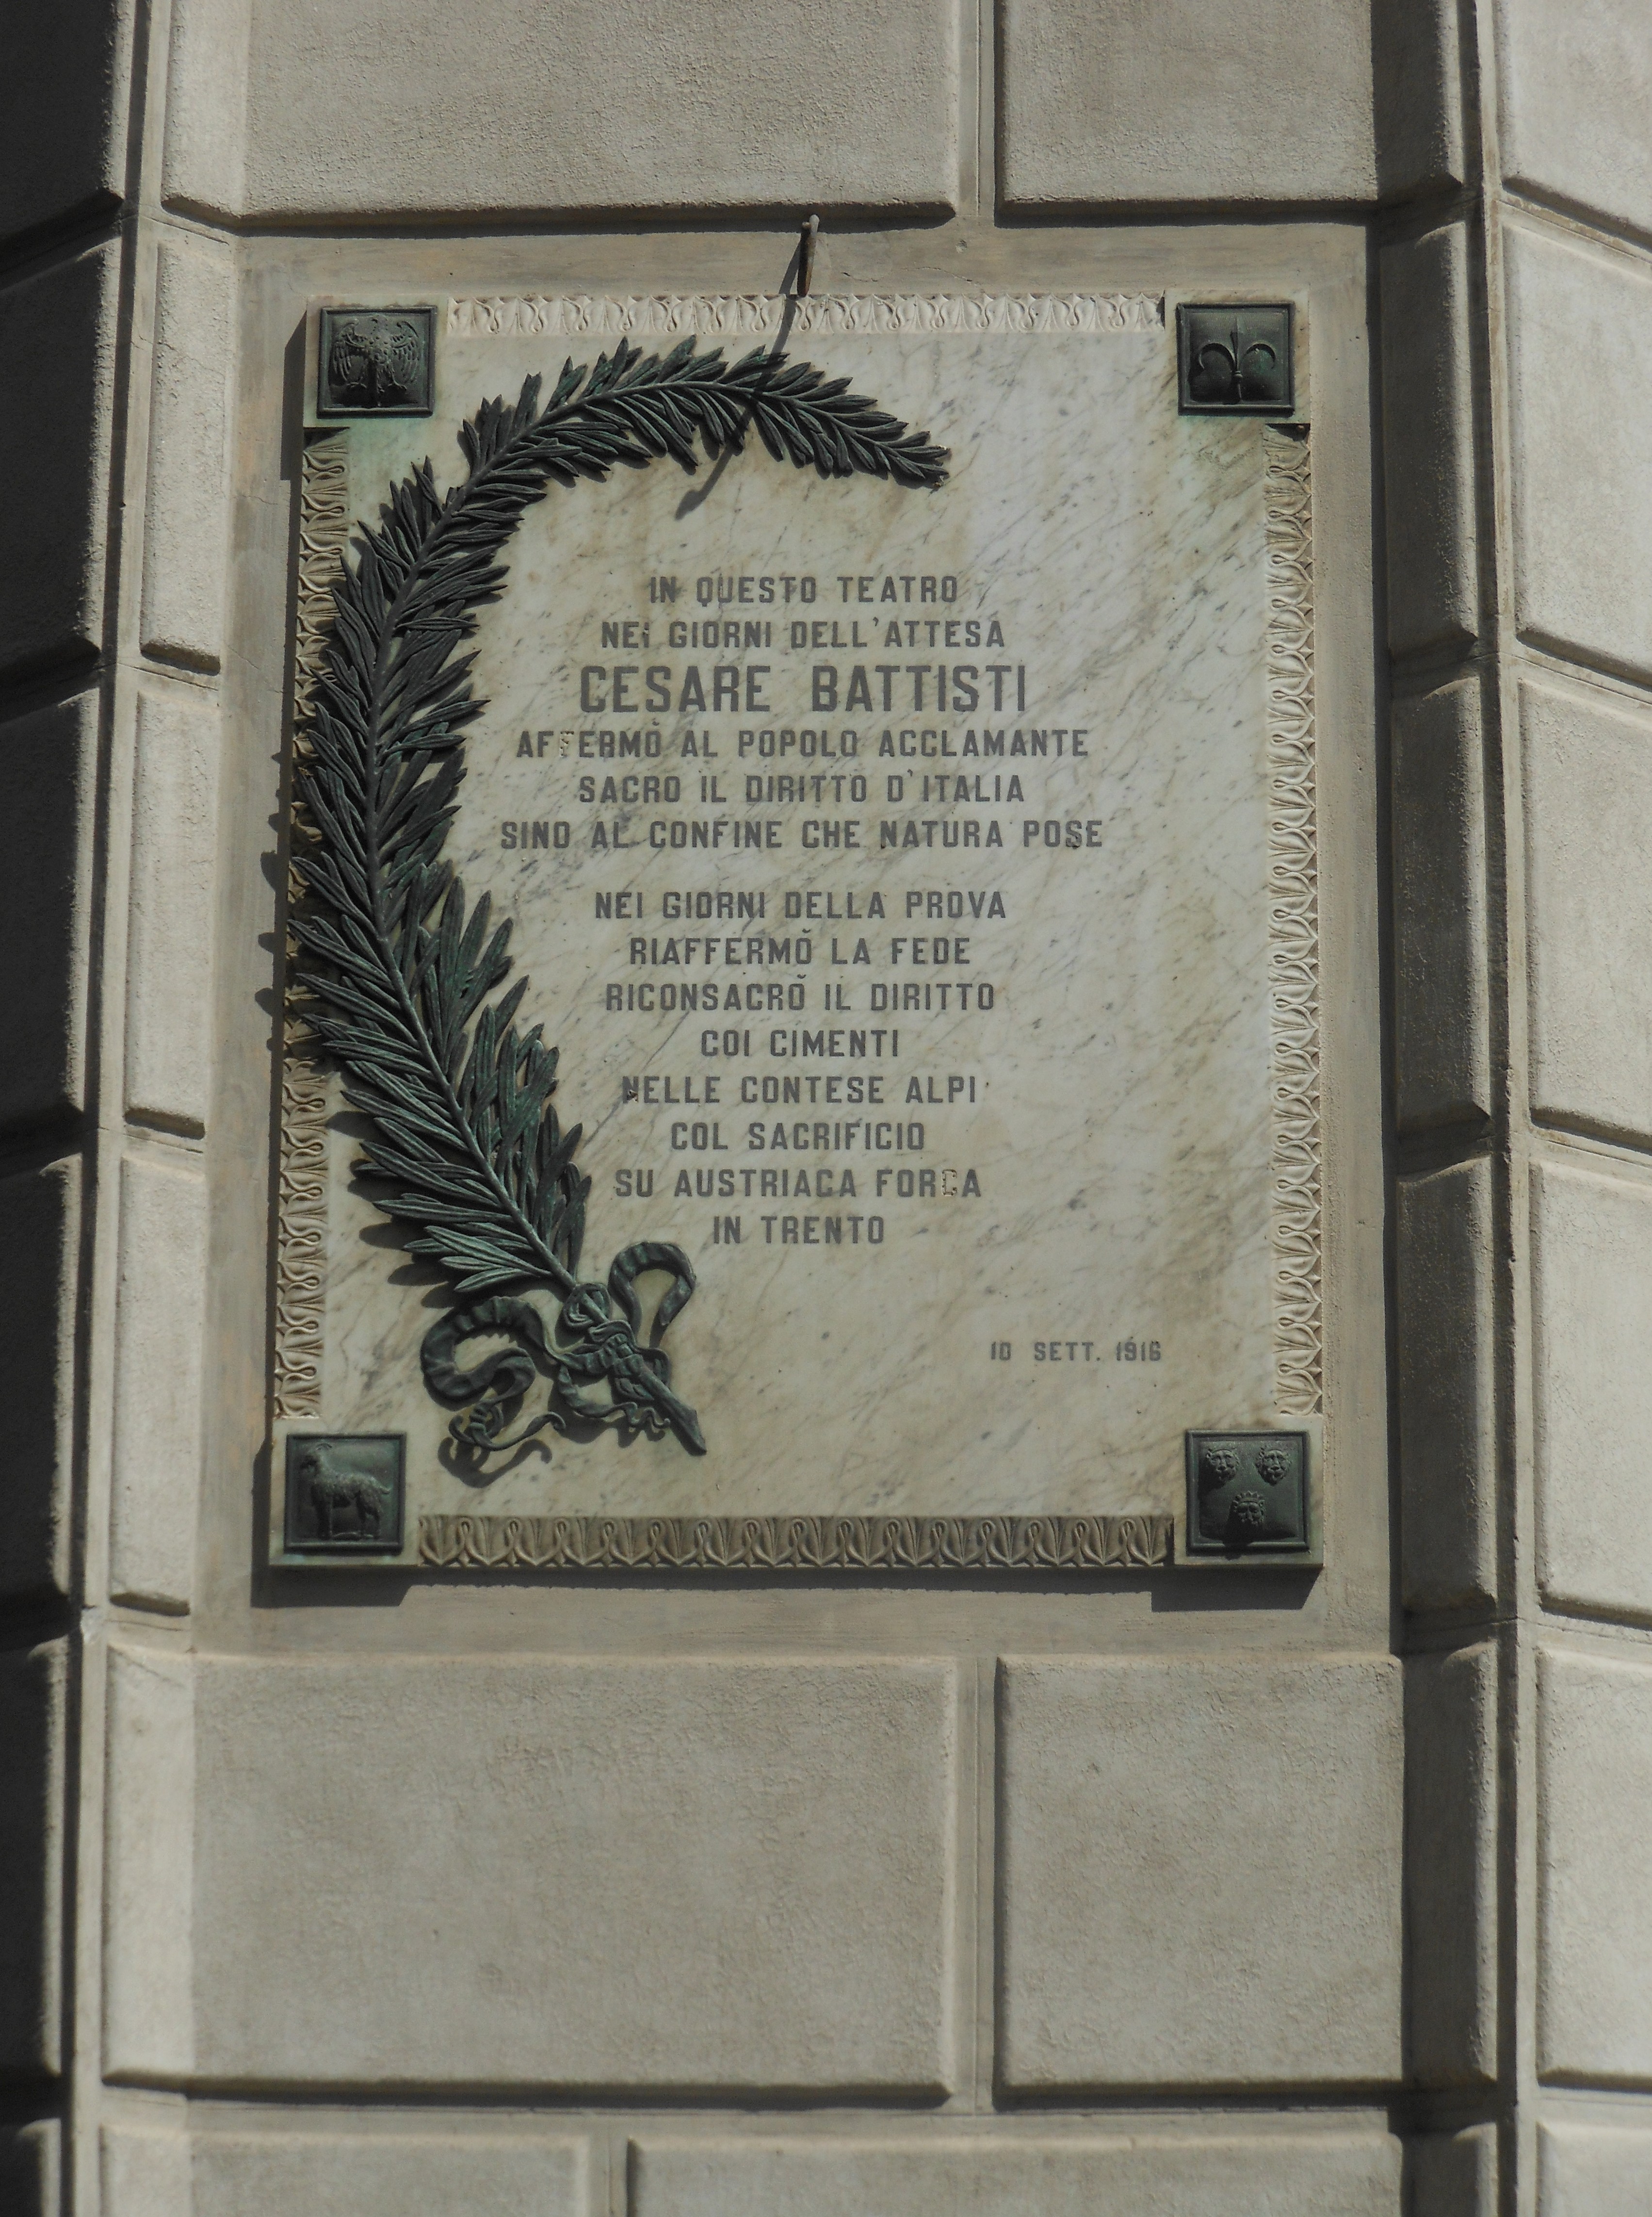 IN QUESTO TEATRO
NEI GIORNI DELL'ATTESA
CESARE BATTISTI
AFFERMÒ AL POPOLO ACCLAMANTE
SACRO IL DIRITTO D'ITALIA
SINO AL CONFINE CHE NATURA POSE
NEI GIORNI DELLA PROVA
RIAFFERMÒ LA FEDE
RICONSACRÒ IL DIRITTO
COI CIMENTI
NELLE CONTESE ALPI
COL SACRIFICIO
SU AUSTRIACA FORCA
IN TRENTO
10 SETT. 1916